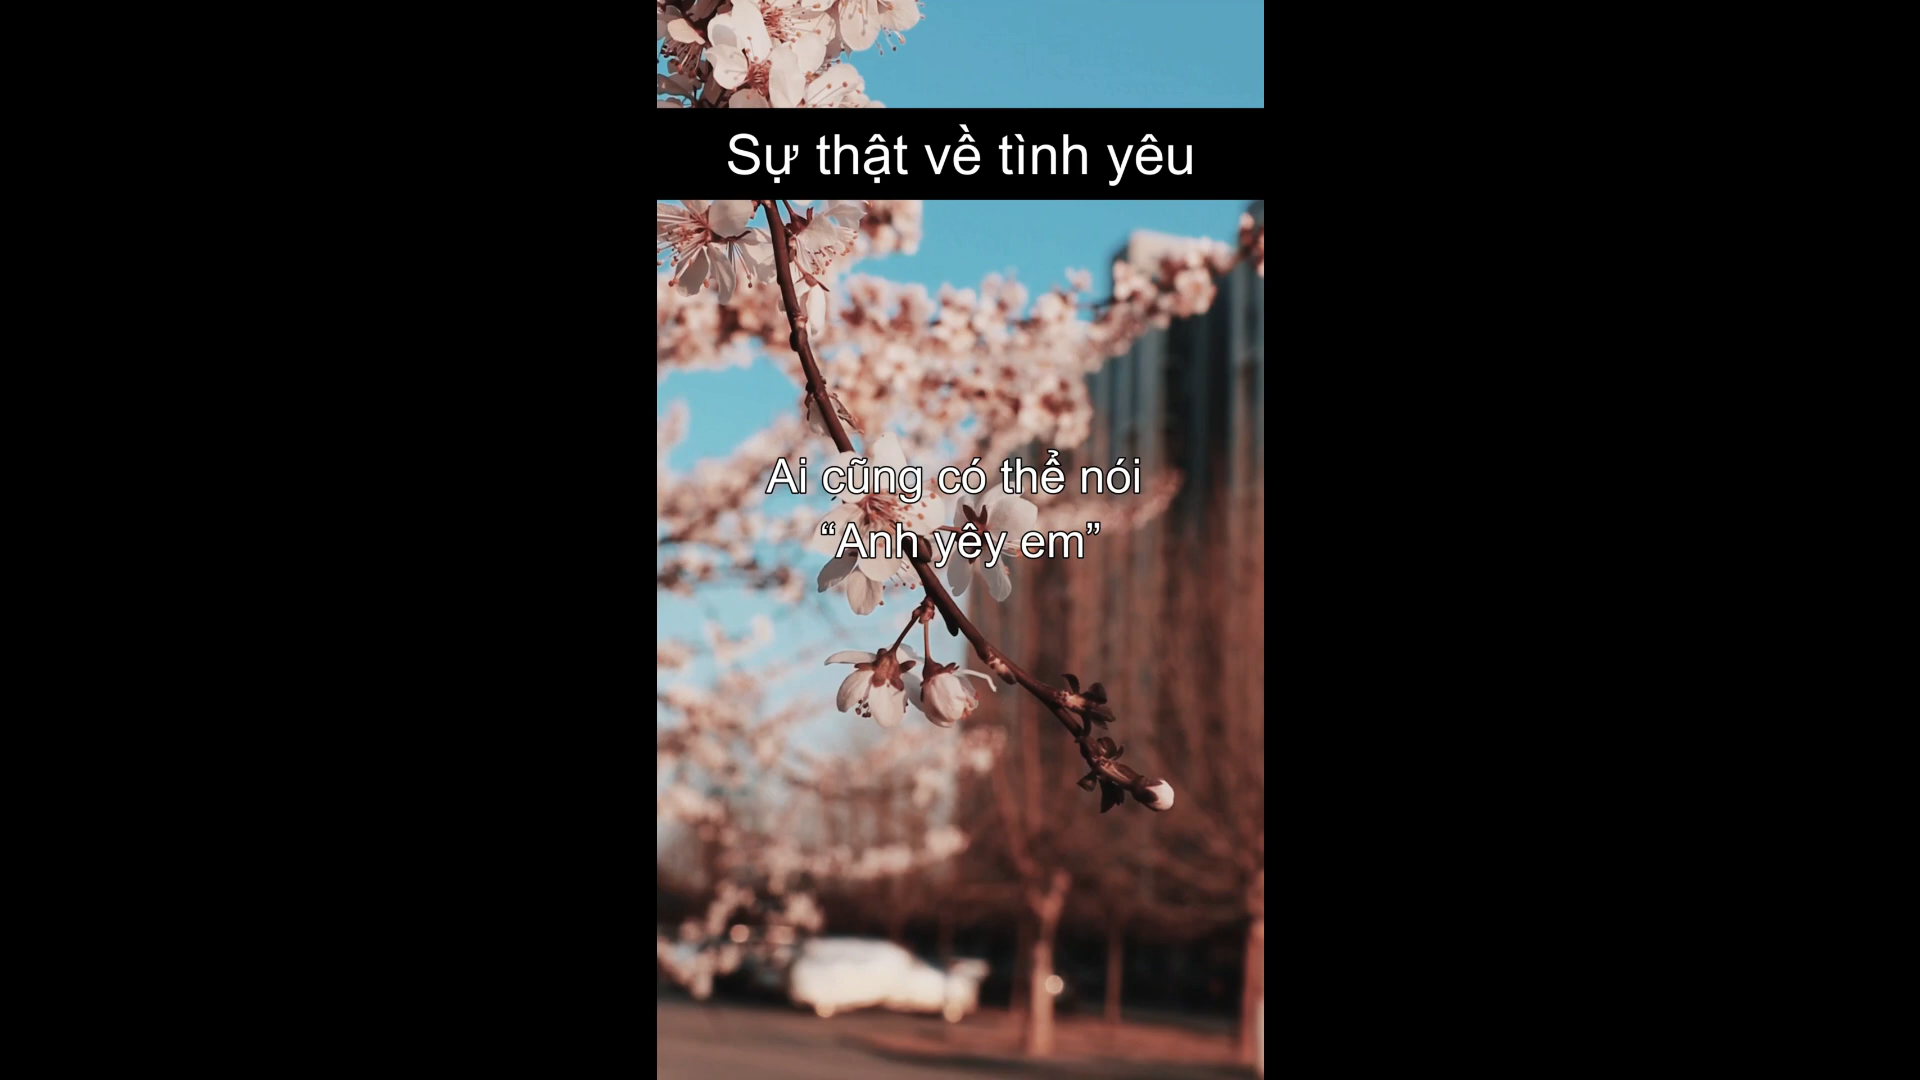 Sự thật về tình yêu
Ai cũng có thể nói
“Anh yêy em”